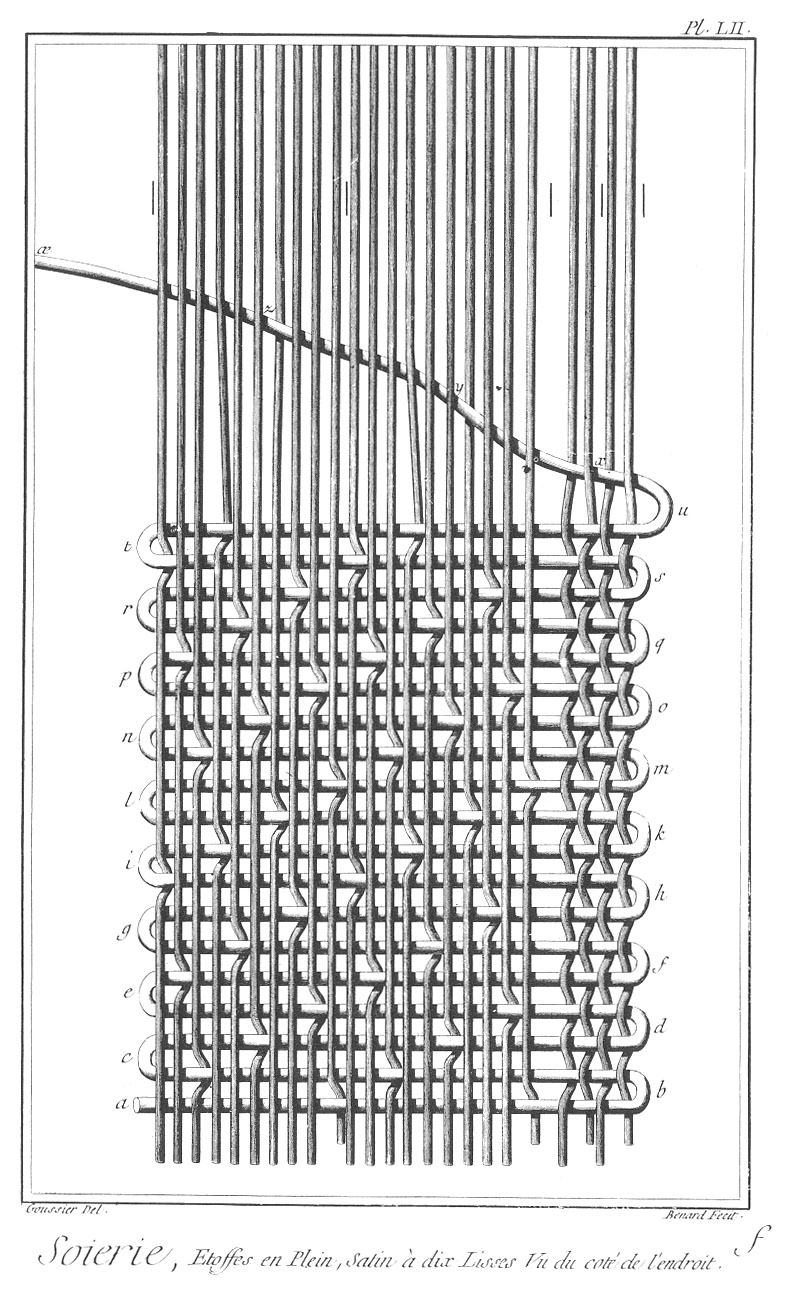 Pl. LII.
æ
z
y
x
u
t
s
r
q
p
o
n
m
l
k
i
h
g
f
e
d
c
b
a
Goussier Del.
Benard Fecit.
Soierie, Etoffes en Plein, Satin à dix Lisses Vu du coté de l'endroit.
f